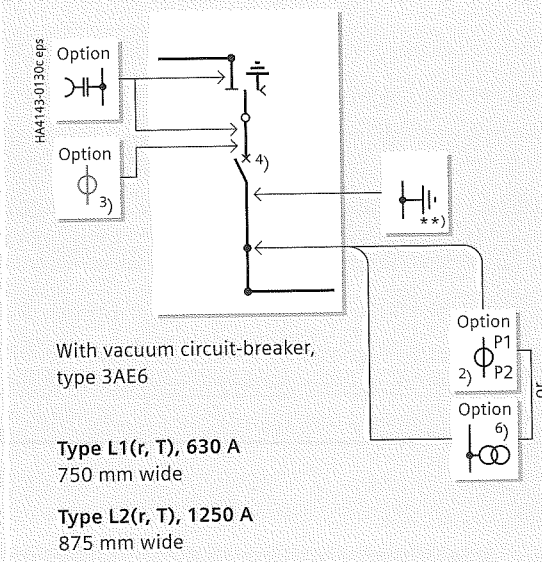 HA4143-0130c eps
Option
Option
3)
4)
**)
Option
P1
2) P2
or
Option
6)
With vacuum circuit-breaker,
type 3AE6
Type L1(r, T), 630 A
750 mm wide
Type L2(r, T), 1250 A
875 mm wide